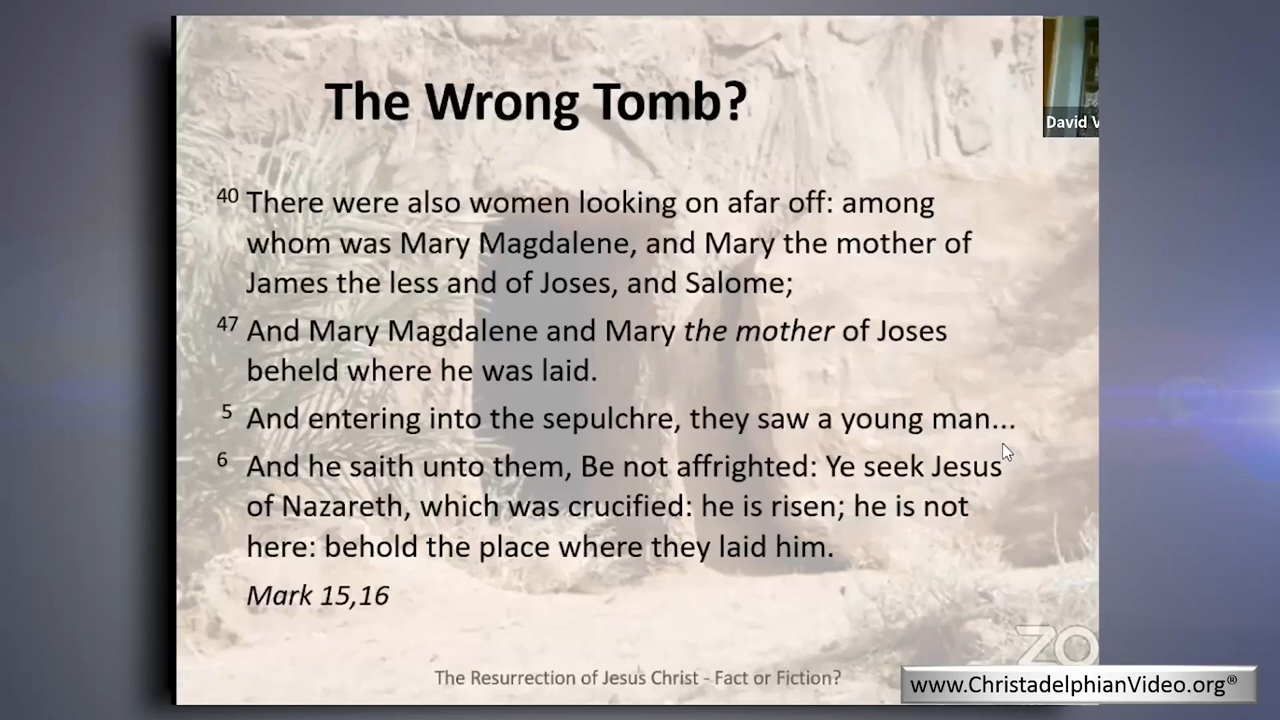 The Wrong Tomb?
David V
40 There were also women looking on afar off: among
whom was Mary Magdalene, and Mary the mother of
James the less and of Joses, and Salome;
47 And Mary Magdalene and Mary the mother of Joses
beheld where he was laid.
5 And entering into the sepulchre, they saw a young man...
6 And he saith unto them, Be not affrighted: Ye seek Jesus
of Nazareth, which was crucified: he is risen; he is not
here: behold the place where they laid him.
Mark 15,16
ZO
The Resurrection of Jesus Christ - Fact or Fiction?
www.ChristadelphianVideo.org®